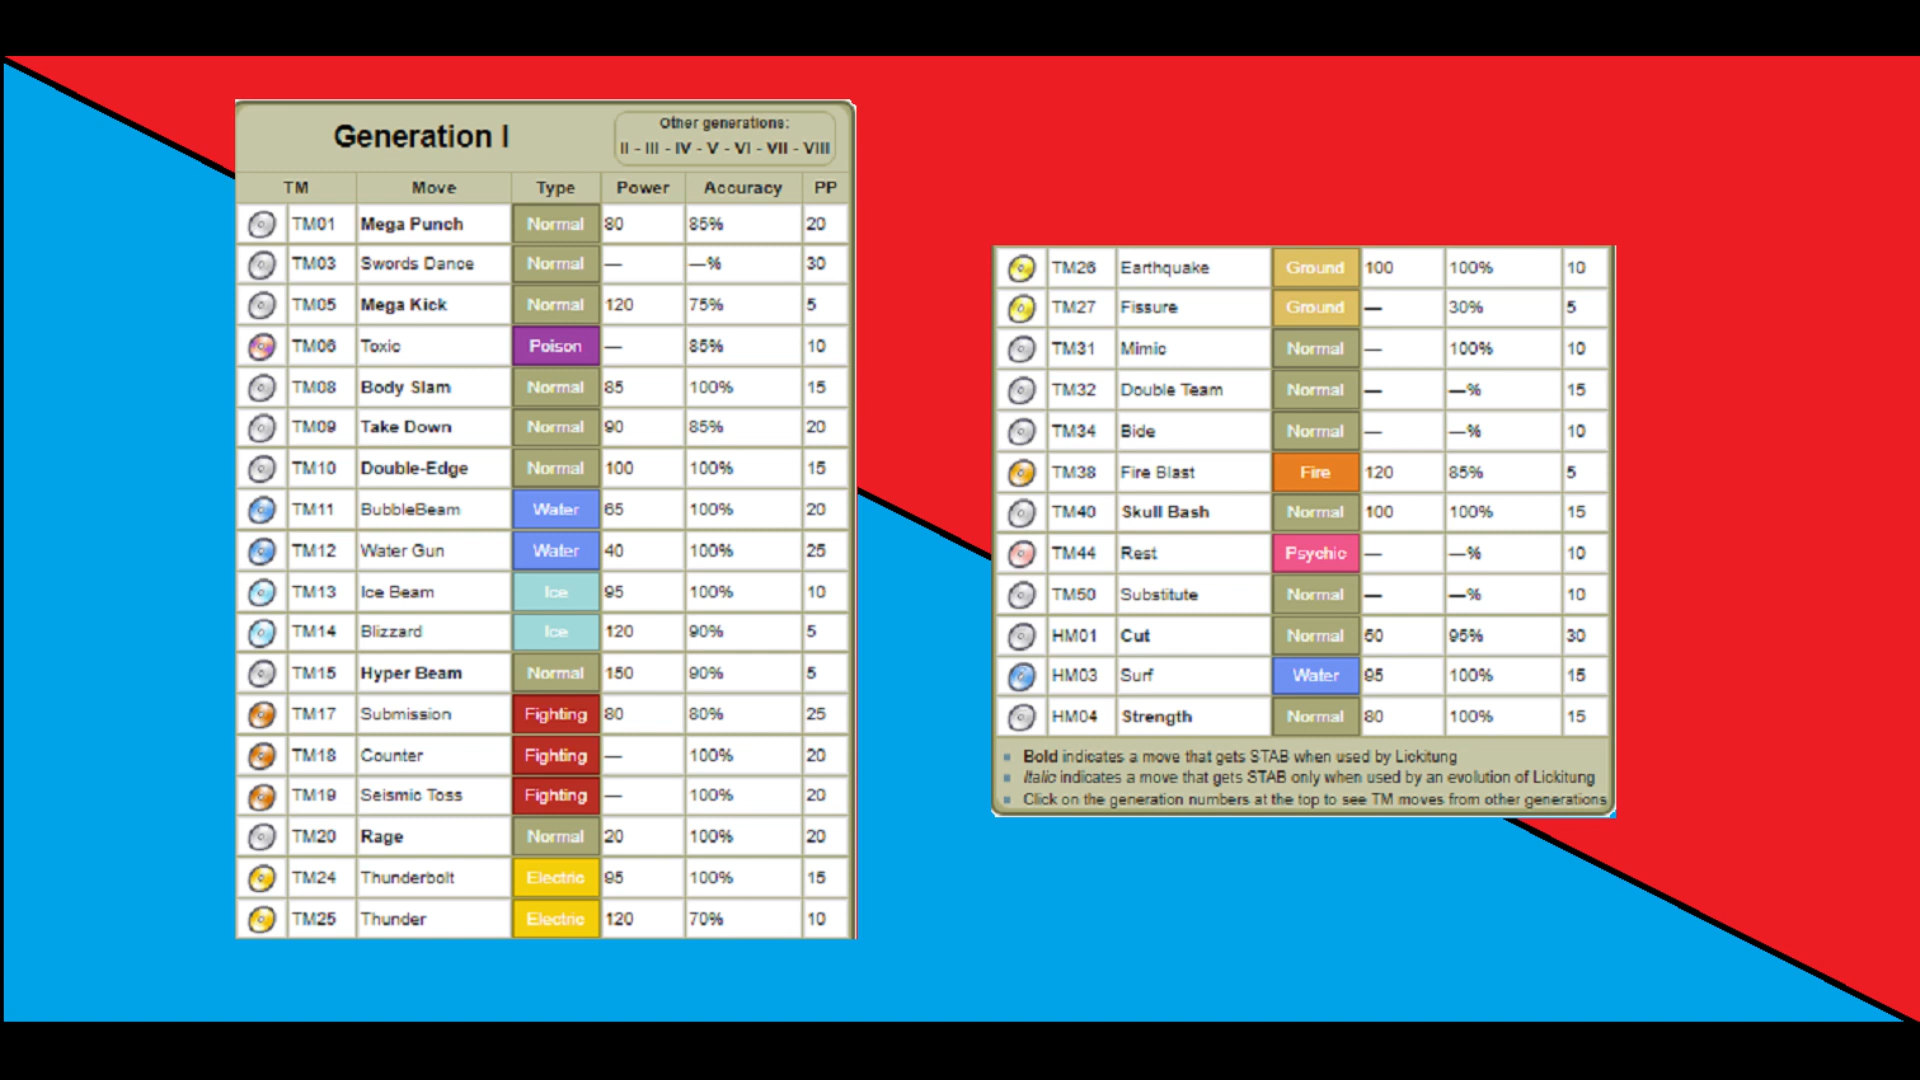 Generation I
Other generations:
II - III - IV - V - VI - VII - VIII
TM Move Type Power Accuracy PP
TM01 Mega Punch Normal 80 85% 20
TM03 Swords Dance Normal — —% 30
TM05 Mega Kick Normal 120 75% 5
TM06 Toxic Poison — 85% 10
TM08 Body Slam Normal 85 100% 15
TM09 Take Down Normal 90 85% 20
TM10 Double-Edge Normal 100 100% 15
TM11 BubbleBeam Water 65 100% 20
TM12 Water Gun Water 40 100% 25
TM13 Ice Beam Ice 95 100% 10
TM14 Blizzard Ice 120 90% 5
TM15 Hyper Beam Normal 150 90% 5
TM17 Submission Fighting 80 80% 25
TM18 Counter Fighting — 100% 20
TM19 Seismic Toss Fighting — 100% 20
TM20 Rage Normal 20 100% 20
TM24 Thunderbolt Electric 95 100% 15
TM25 Thunder Electric 120 70% 10
TM26 Earthquake Ground 100 100% 10
TM27 Fissure Ground — 30% 5
TM31 Mimic Normal — 100% 10
TM32 Double Team Normal — —% 15
TM34 Bide Normal — —% 10
TM38 Fire Blast Fire 120 85% 5
TM40 Skull Bash Normal 100 100% 15
TM44 Rest Psychic — —% 10
TM50 Substitute Normal — —% 10
HM01 Cut Normal 50 95% 30
HM03 Surf Water 95 100% 15
HM04 Strength Normal 80 100% 15
Bold indicates a move that gets STAB when used by Lickitung
Italic indicates a move that gets STAB only when used by an evolution of Lickitung
Click on the generation numbers at the top to see TM moves from other generations